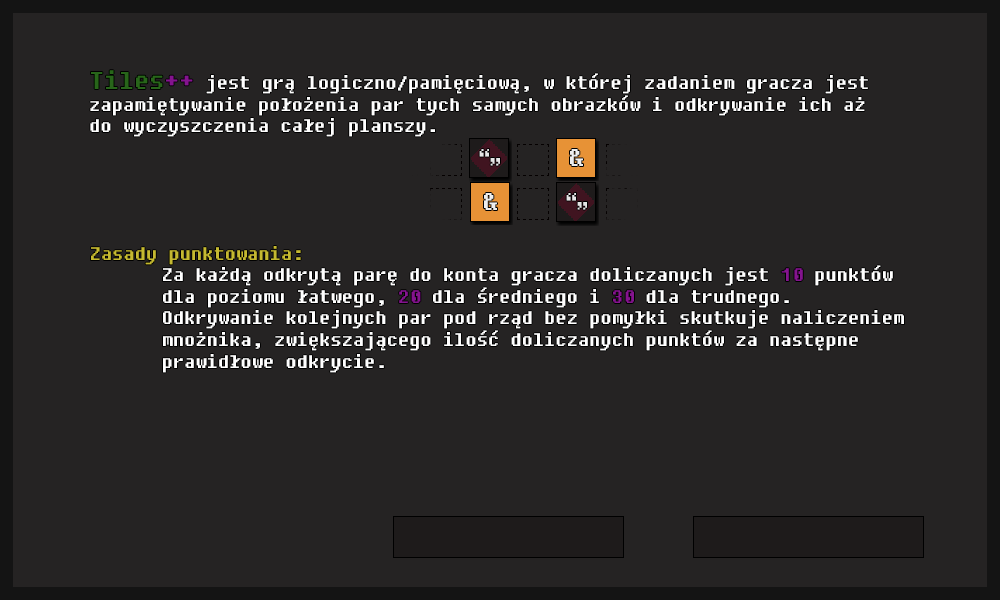 Tiles++ jest grą logiczno/pamięciową, w której zadaniem gracza jest
zapamiętywanie położenia par tych samych obrazków i odkrywanie ich aż
do wyczyszczenia całej planszy.
“„ &
& “„
Zasady punktowania:
Za każdą odkrytą parę do konta gracza doliczanych jest 10 punktów
dla poziomu łatwego, 20 dla średniego i 30 dla trudnego.
Odkrywanie kolejnych par pod rząd bez pomyłki skutkuje naliczeniem
mnożnika, zwiększającego ilość doliczanych punktów za następne
prawidłowe odkrycie.